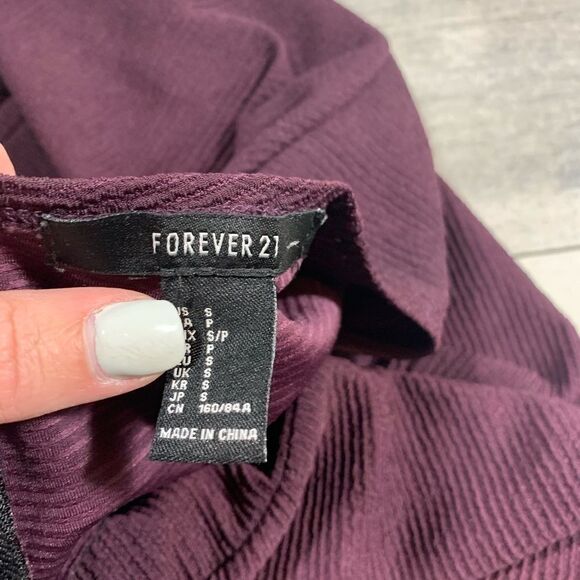 FOREVER 21
S
P
S/P
P
S
UK S
KR S
JP S
CN 160/84A
MADE IN CHINA